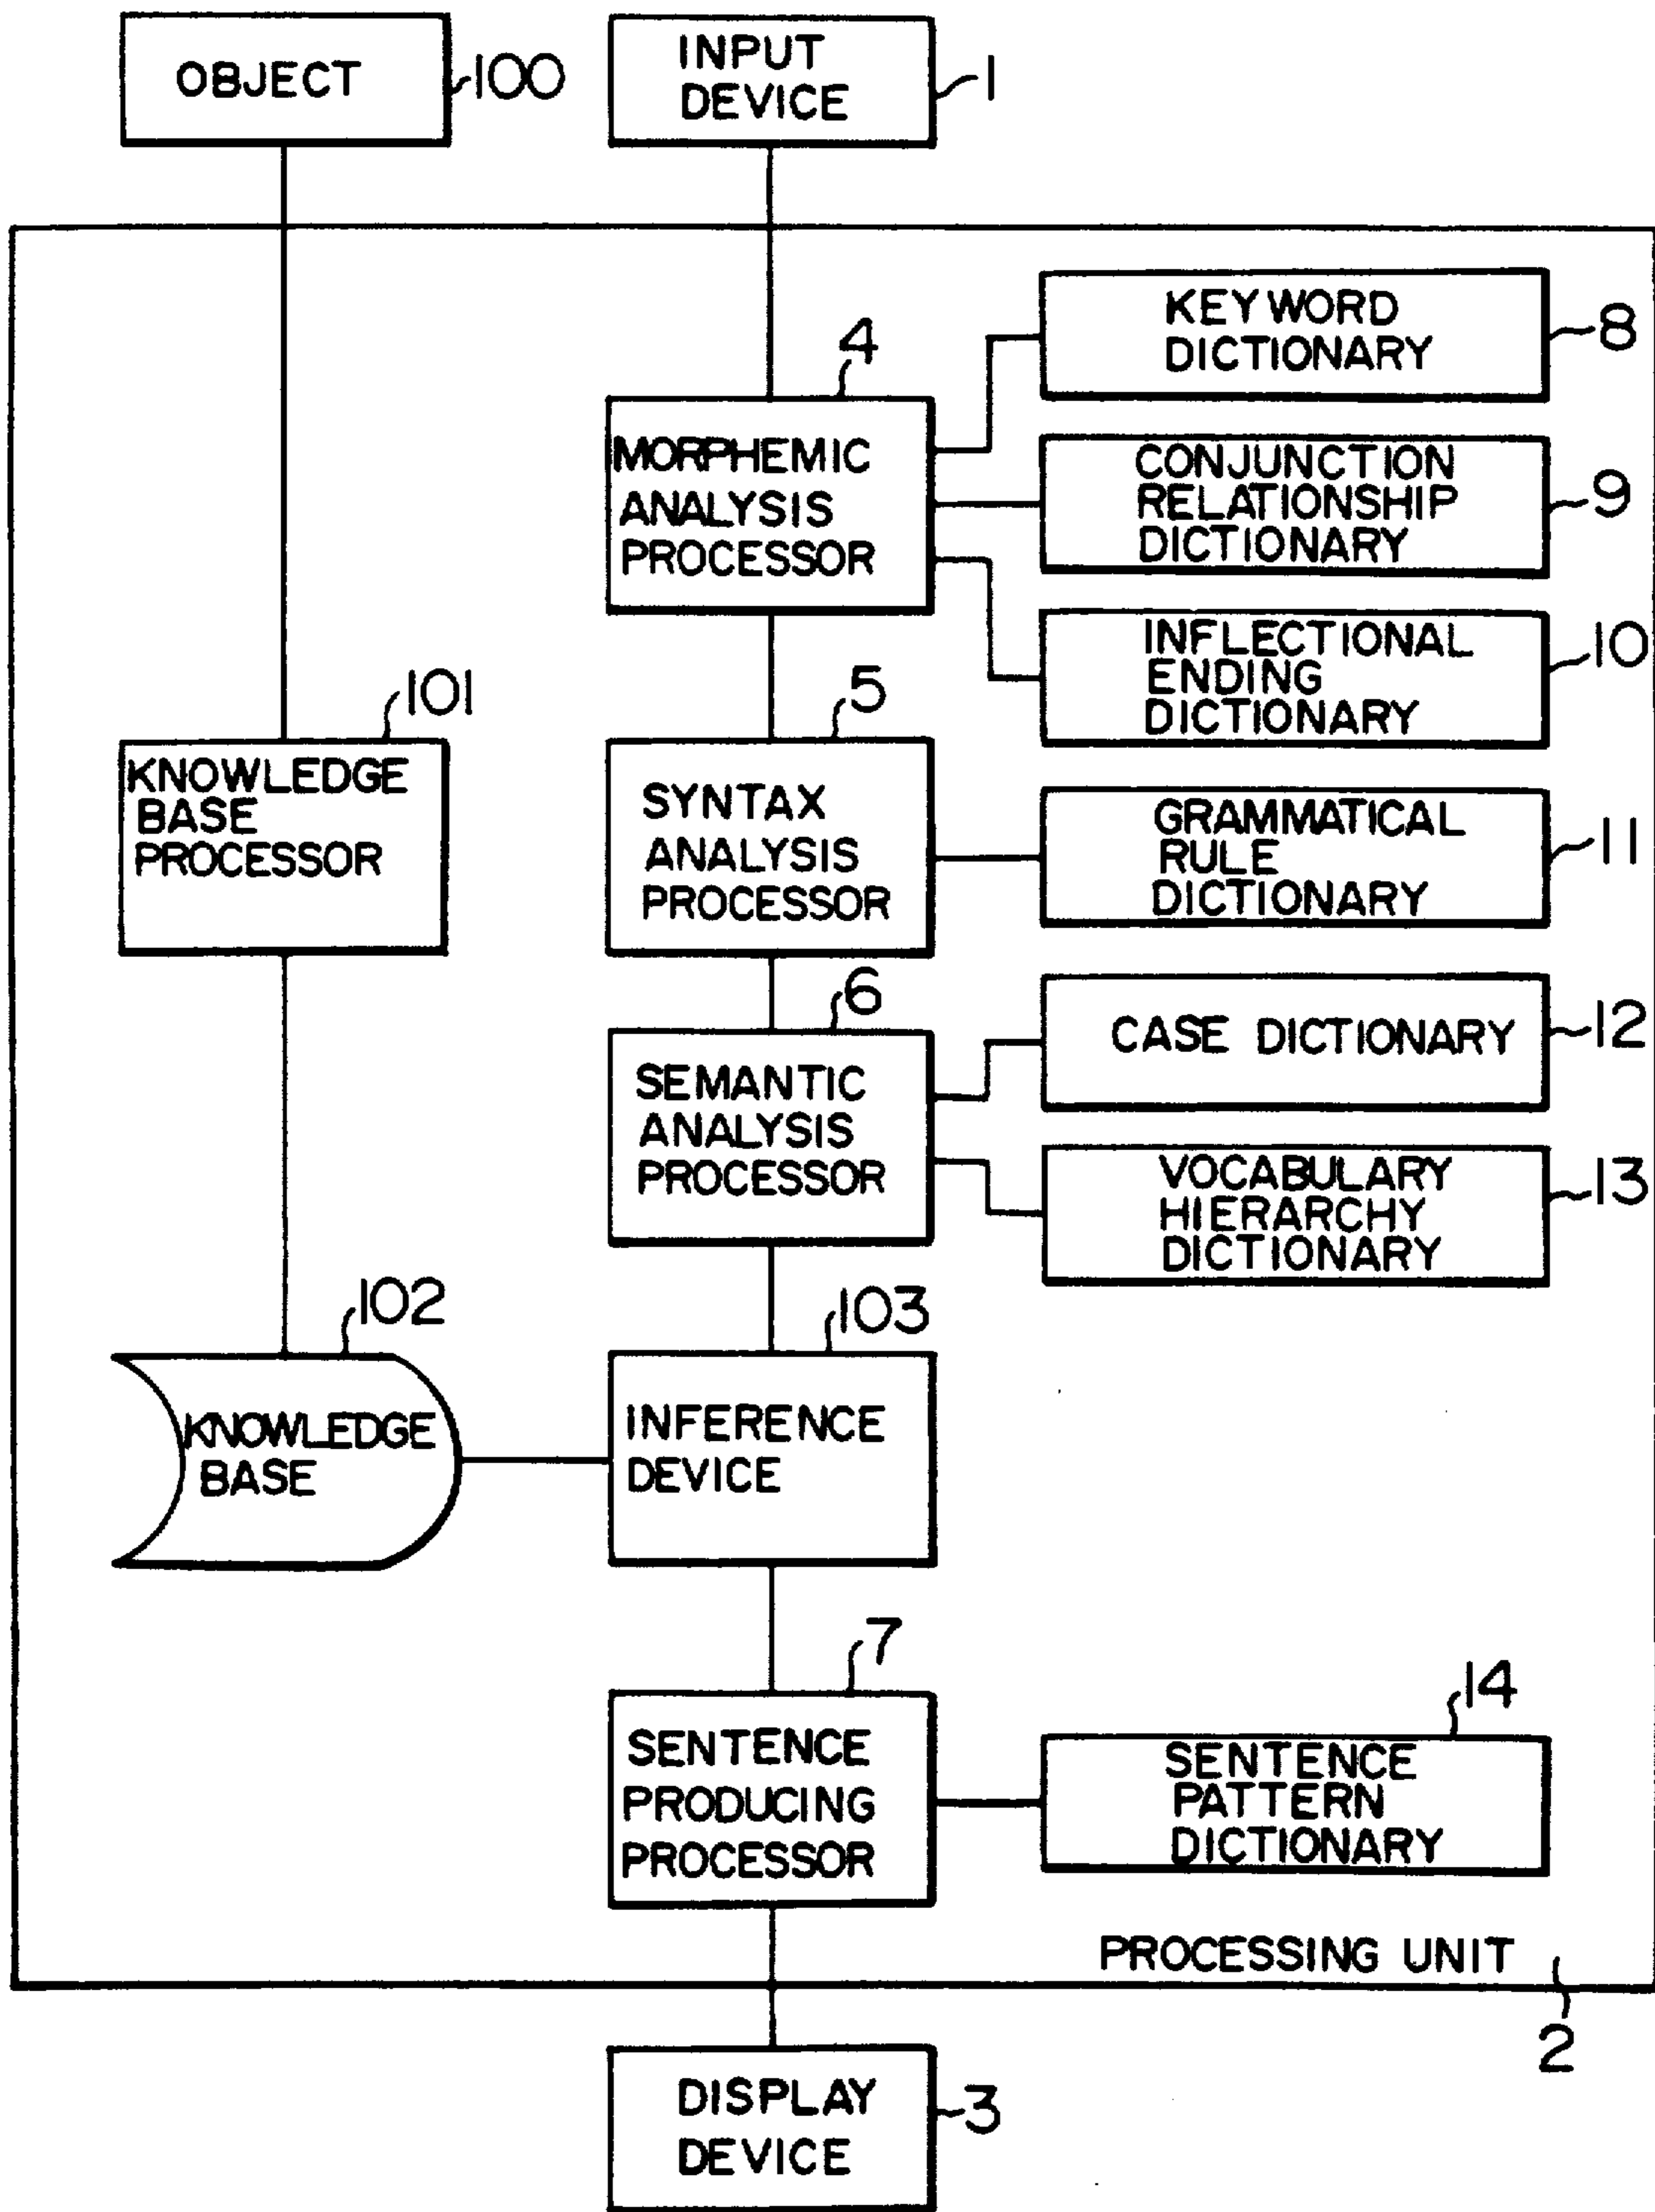 OBJECT
100
INPUT
DEVICE
1
KEYWORD
DICTIONARY
8
4
MORPHEMIC
ANALYSIS
PROCESSOR
CONJUNCTION
RELATIONSHIP
DICTIONARY
9
INFLECTIONAL
ENDING
DICTIONARY
10
101
KNOWLEDGE
BASE
PROCESSOR
5
SYNTAX
ANALYSIS
PROCESSOR
GRAMMATICAL
RULE
DICTIONARY
11
6
SEMANTIC
ANALYSIS
PROCESSOR
CASE DICTIONARY
12
VOCABULARY
HIERARCHY
DICTIONARY
13
102
KNOWLEDGE
BASE
103
INFERENCE
DEVICE
7
SENTENCE
PRODUCING
PROCESSOR
14
SENTENCE
PATTERN
DICTIONARY
PROCESSING UNIT
2
DISPLAY
DEVICE
3